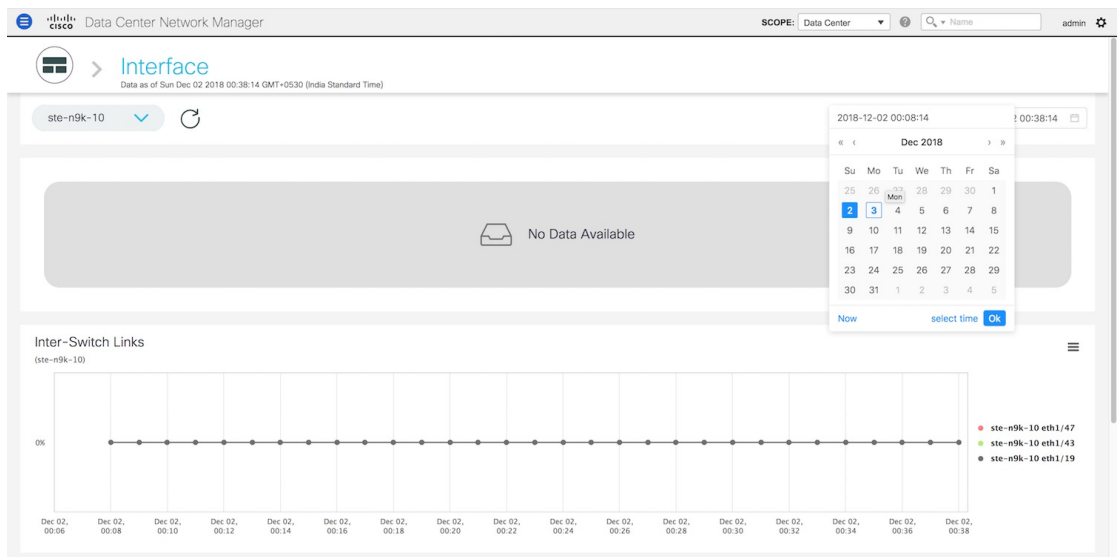 cisco Data Center Network Manager SCOPE: Data Center Name admin
Interface
Data as of Sun Dec 02 2018 00:38:14 GMT+0530 (India Standard Time)
ste-n9k-10
2018-12-02 00:08:14
2 00:38:14
« ‹ Dec 2018 › »
Su Mo Tu We Th Fr Sa
25 26 27 28 29 30 1
Mon
2 3 4 5 6 7 8
9 10 11 12 13 14 15
16 17 18 19 20 21 22
23 24 25 26 27 28 29
30 31 1 2 3 4 5
Now select time Ok
No Data Available
Inter-Switch Links
(ste-n9k-10)
0%
ste-n9k-10 eth1/47
ste-n9k-10 eth1/43
ste-n9k-10 eth1/19
Dec 02, Dec 02, Dec 02, Dec 02, Dec 02, Dec 02, Dec 02, Dec 02, Dec 02, Dec 02, Dec 02, Dec 02, Dec 02, Dec 02, Dec 02, Dec 02, Dec 02,
00:06 00:08 00:10 00:12 00:14 00:16 00:18 00:20 00:22 00:24 00:26 00:28 00:30 00:32 00:34 00:36 00:38